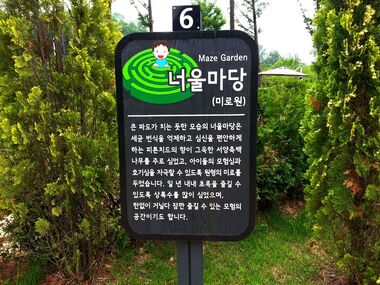 6
Maze Garden
너울마당
(미로원)
큰 파도가 치는 듯한 모습의 너울마당은
세균 번식을 억제하고 심신을 편안하게
하는 피톤치드의 향이 그윽한 서양측백
나무를 주로 심었고, 아이들의 모험심과
호기심을 자극할 수 있도록 원형의 미로를
두었습니다. 일 년 내내 초록을 즐길 수
있도록 상록수를 많이 심었으며,
한없이 거닐다 잠깐 쉴 수 있는 모험의
공간이기도 합니다.